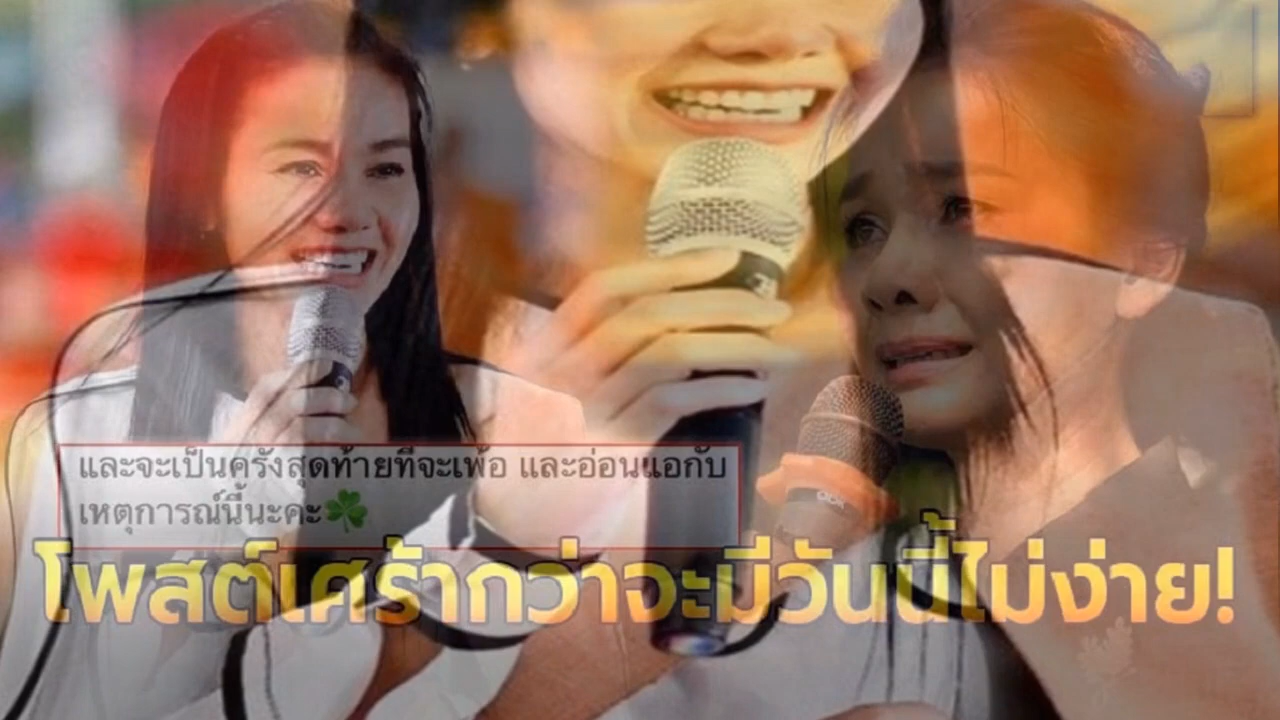 และจะเป็นครั้งสุดท้ายที่จะเพ้อ และอ่อนแอกับ
เหตุการณ์นี้นะคะ☘️
โพสต์เศร้ากว่าจะมีวันนี้ไม่ง่าย!